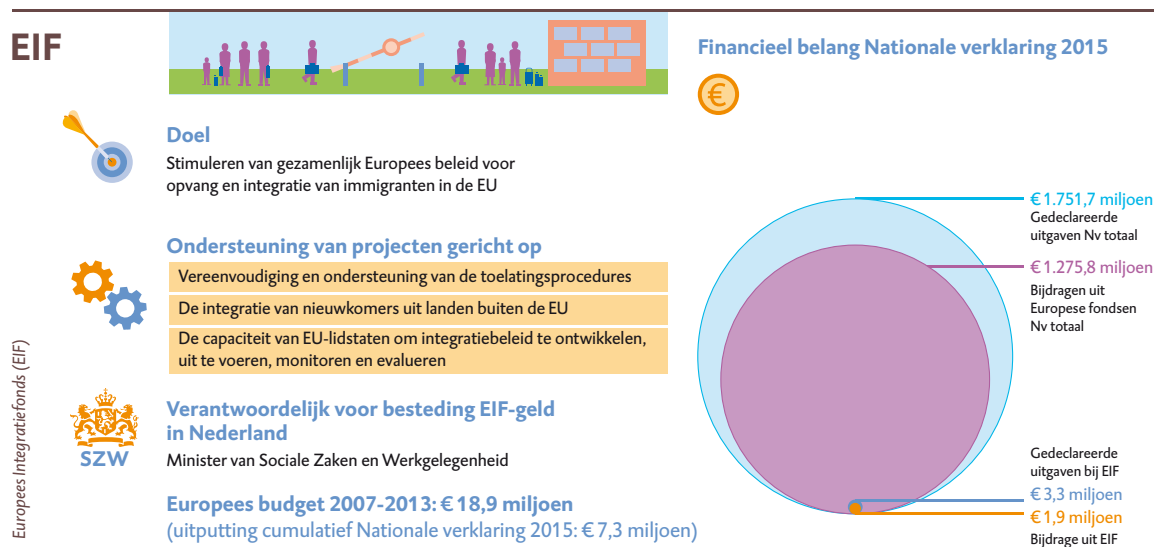 EIF
Doel
Stimuleren van gezamenlijk Europees beleid voor
opvang en integratie van immigranten in de EU
Ondersteuning van projecten gericht op
Vereenvoudiging en ondersteuning van de toelatingsprocedures
De integratie van nieuwkomers uit landen buiten de EU
De capaciteit van EU-lidstaten om integratiebeleid te ontwikkelen,
uit te voeren, monitoren en evalueren
SZW
Verantwoordelijk voor besteding EIF-geld
in Nederland
Minister van Sociale Zaken en Werkgelegenheid
Europees budget 2007-2013: € 18,9 miljoen
(uitputting cumulatief Nationale verklaring 2015: € 7,3 miljoen)
Europees Integratiefonds (EIF)
Financieel belang Nationale verklaring 2015
€
€ 1.751,7 miljoen
Gedeclareerde
uitgaven Nv totaal
€ 1.275,8 miljoen
Bijdragen uit
Europese fondsen
Nv totaal
Gedeclareerde
uitgaven bij EIF
€ 3,3 miljoen
€ 1,9 miljoen
Bijdrage uit EIF